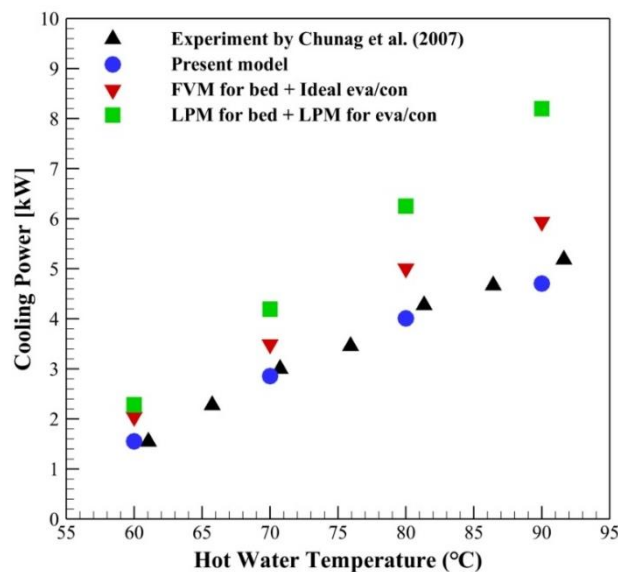 10
9
8
7
6
5
4
3
2
1
0
Cooling Power [kW]
Experiment by Chunag et al. (2007)
Present model
FVM for bed + Ideal eva/con
LPM for bed + LPM for eva/con
55 60 65 70 75 80 85 90 95
Hot Water Temperature (°C)